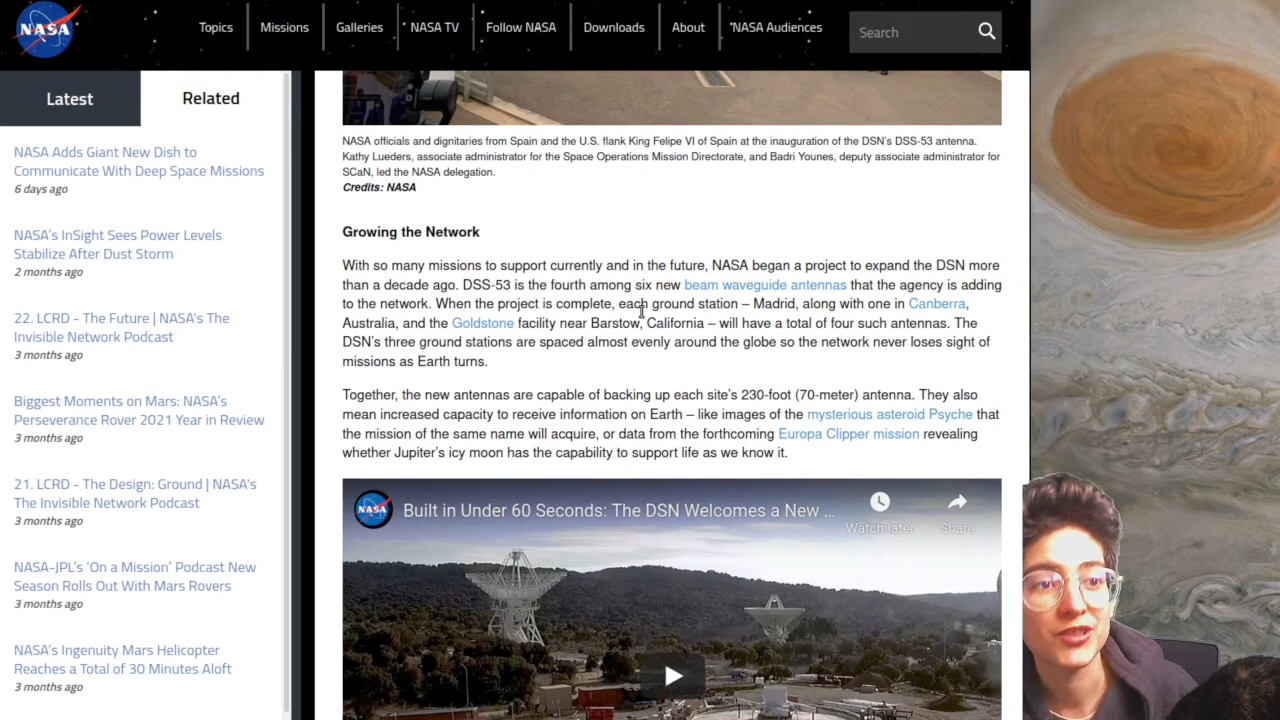 NASA
Topics
Missions
Galleries
NASA TV
Follow NASA
Downloads
About
NASA Audiences
Search
Latest
Related
NASA Adds Giant New Dish to
Communicate With Deep Space Missions
6 days ago
NASA's InSight Sees Power Levels
Stabilize After Dust Storm
2 months ago
22. LCRD - The Future | NASA's The
Invisible Network Podcast
3 months ago
Biggest Moments on Mars: NASA's
Perseverance Rover 2021 Year in Review
3 months ago
21. LCRD - The Design: Ground | NASA's
The Invisible Network Podcast
3 months ago
NASA-JPL's 'On a Mission' Podcast New
Season Rolls Out With Mars Rovers
3 months ago
NASA's Ingenuity Mars Helicopter
Reaches a Total of 30 Minutes Aloft
3 months ago
NASA officials and dignitaries from Spain and the U.S. flank King Felipe VI of Spain at the inauguration of the DSN's DSS-53 antenna.
Kathy Lueders, associate administrator for the Space Operations Mission Directorate, and Badri Younes, deputy associate administrator for
SCaN, led the NASA delegation.
Credits: NASA
Growing the Network
With so many missions to support currently and in the future, NASA began a project to expand the DSN more
than a decade ago. DSS-53 is the fourth among six new beam waveguide antennas that the agency is adding
to the network. When the project is complete, each ground station – Madrid, along with one in Canberra,
Australia, and the Goldstone facility near Barstow, California – will have a total of four such antennas. The
DSN's three ground stations are spaced almost evenly around the globe so the network never loses sight of
missions as Earth turns.
Together, the new antennas are capable of backing up each site's 230-foot (70-meter) antenna. They also
mean increased capacity to receive information on Earth – like images of the mysterious asteroid Psyche that
the mission of the same name will acquire, or data from the forthcoming Europa Clipper mission revealing
whether Jupiter's icy moon has the capability to support life as we know it.
NASA
Built in Under 60 Seconds: The DSN Welcomes a New ...
Watch later
Share